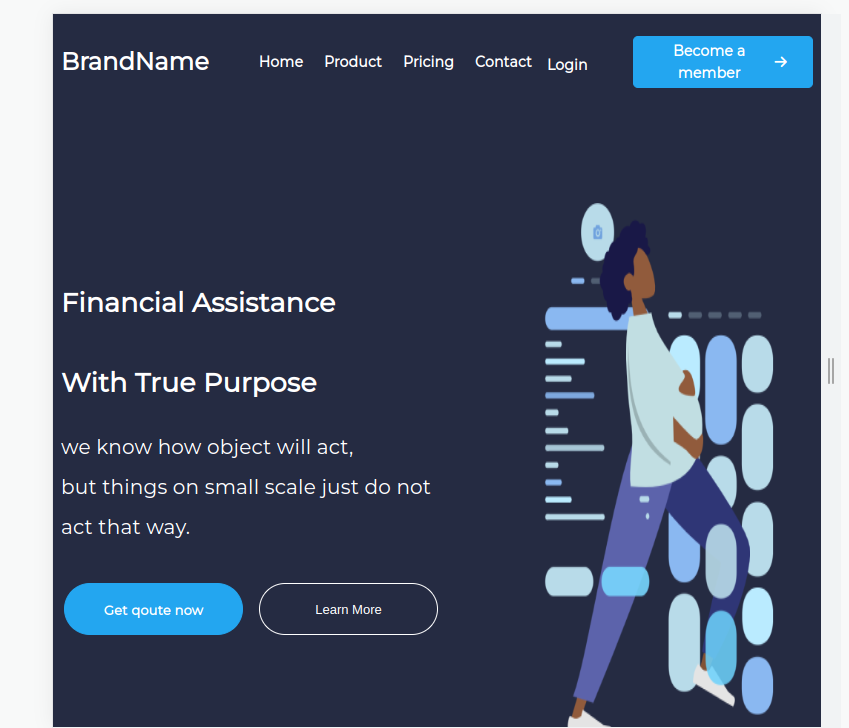 BrandName
Home Product Pricing Contact Login
Become a
member
Financial Assistance
With True Purpose
we know how object will act,
but things on small scale just do not
act that way.
Get qoute now
Learn More